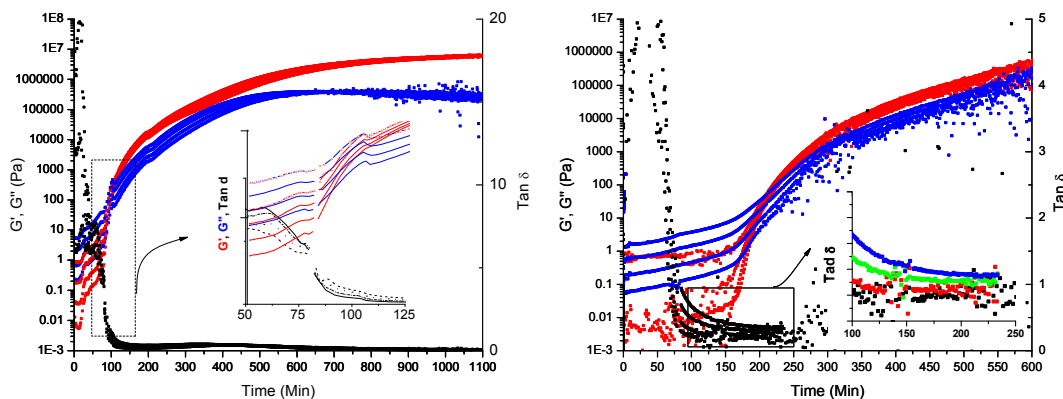 1E8
1E7
1000000
100000
10000
1000
100
10
1
0.1
0.01
1E-3
G', G'' (Pa)
0 100 200 300 400 500 600 700 800 900 1000 1100
Time (Min)
20
10
0
Tan δ
G', G'', Tan d
50 75 100 125
1E7
1000000
100000
10000
1000
100
10
1
0.1
0.01
1E-3
G', G'' (Pa)
0 50 100 150 200 250 300 350 400 450 500 550 600
Time (Min)
5
4
3
2
1
0
Tan δ
Tad δ
100 150 200 250